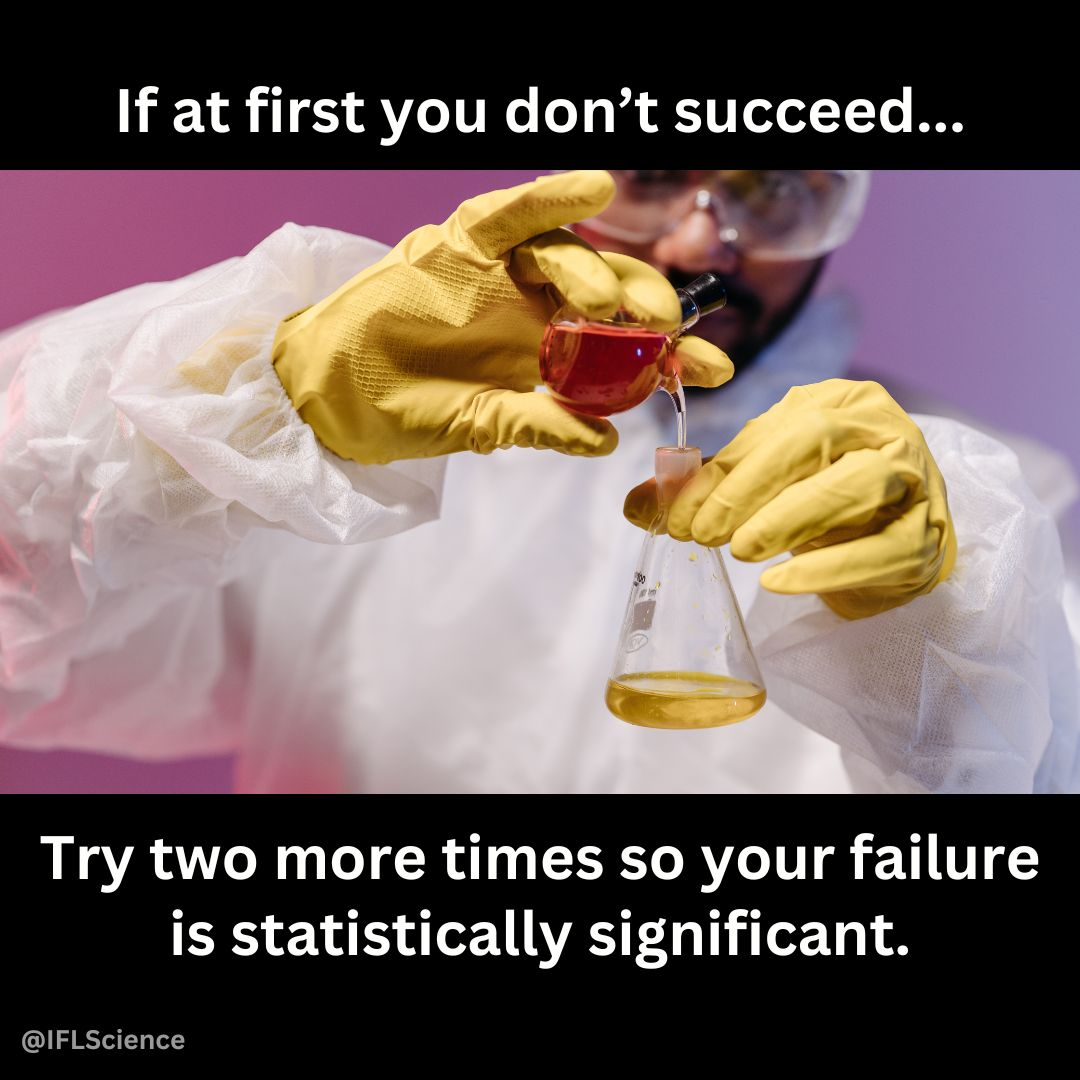 If at first you don’t succeed...
Try two more times so your failure
is statistically significant.
@IFLScience